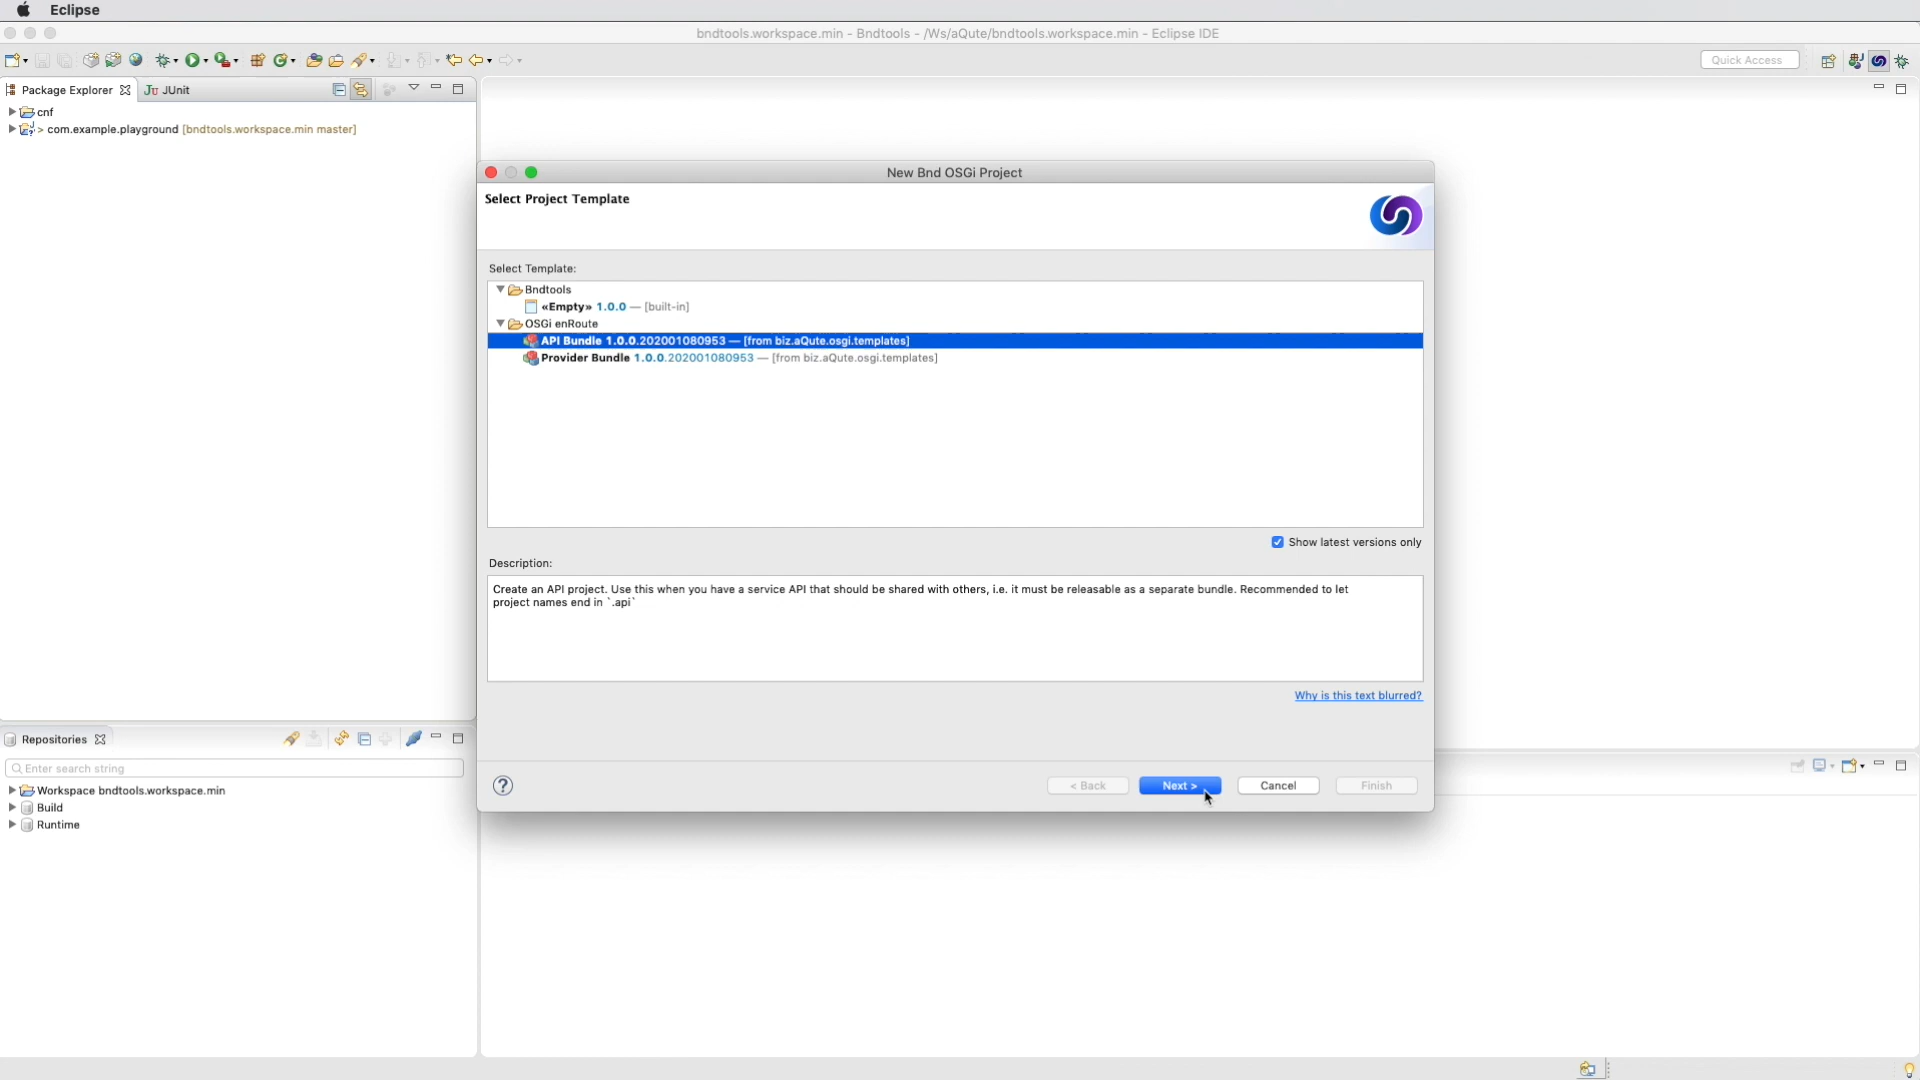 Eclipse
bndtools.workspace.min - Bndtools - /Ws/aQute/bndtools.workspace.min - Eclipse IDE
Quick Access
Package Explorer
JUnit
cnf
> com.example.playground [bndtools.workspace.min master]
New Bnd OSGi Project
Select Project Template
Select Template:
Bndtools
«Empty» 1.0.0 — [built-in]
OSGi enRoute
API Bundle 1.0.0.202001080953 — [from biz.aQute.osgi.templates]
Provider Bundle 1.0.0.202001080953 — [from biz.aQute.osgi.templates]
Show latest versions only
Description:
Create an API project. Use this when you have a service API that should be shared with others, i.e. it must be releasable as a separate bundle. Recommended to let
project names end in `.api`
Why is this text blurred?
Repositories
Enter search string
Workspace bndtools.workspace.min
Build
Runtime
?
< Back
Next >
Cancel
Finish